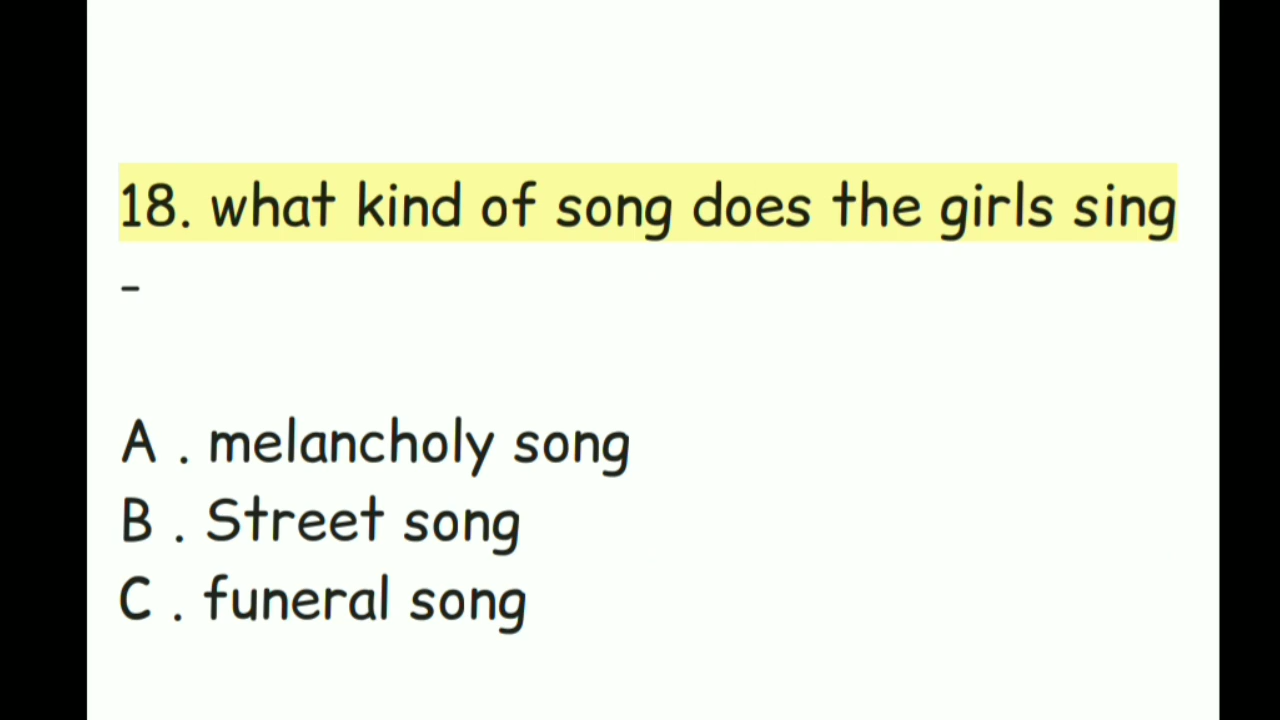 18. what kind of song does the girls sing
-
A . melancholy song
B . Street song
C . funeral song